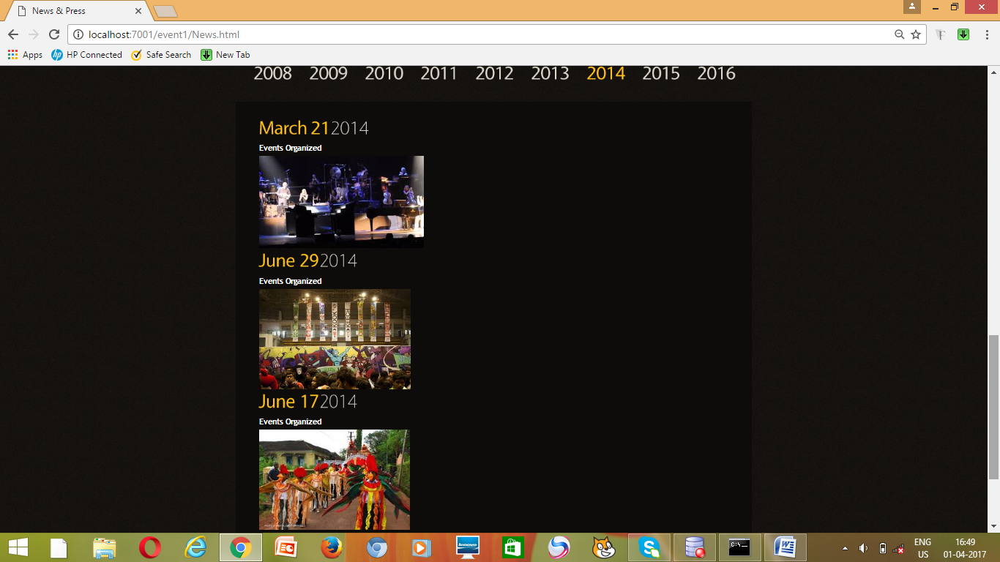 News & Press
localhost:7001/event1/News.html
Apps HP Connected Safe Search New Tab
2008 2009 2010 2011 2012 2013 2014 2015 2016
March 21 2014
Events Organized
June 29 2014
Events Organized
June 17 2014
Events Organized
ENG 16:49
US 01-04-2017